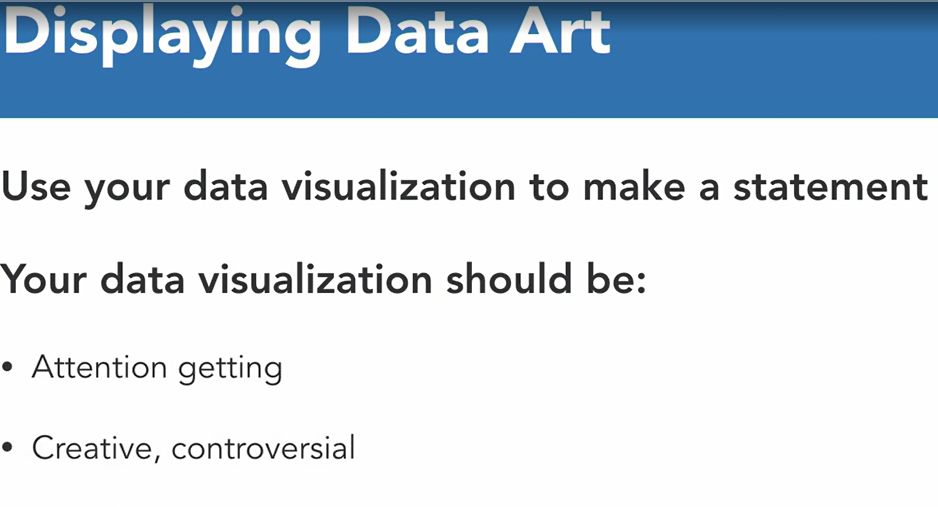 Displaying Data Art
Use your data visualization to make a statement
Your data visualization should be:
• Attention getting
• Creative, controversial